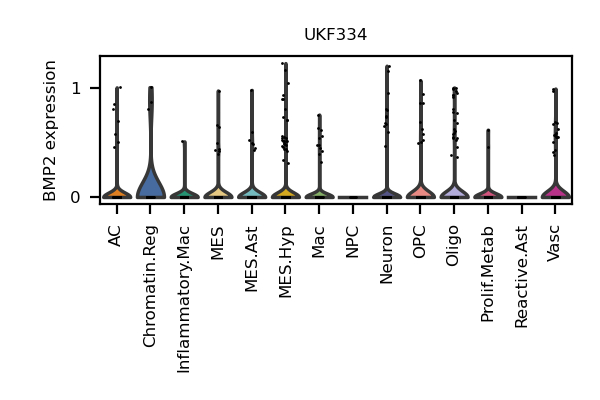 UKF334
BMP2 expression
1
0
AC
Chromatin.Reg
Inflammatory.Mac
MES
MES.Ast
MES.Hyp
Mac
NPC
Neuron
OPC
Oligo
Prolif.Metab
Reactive.Ast
Vasc